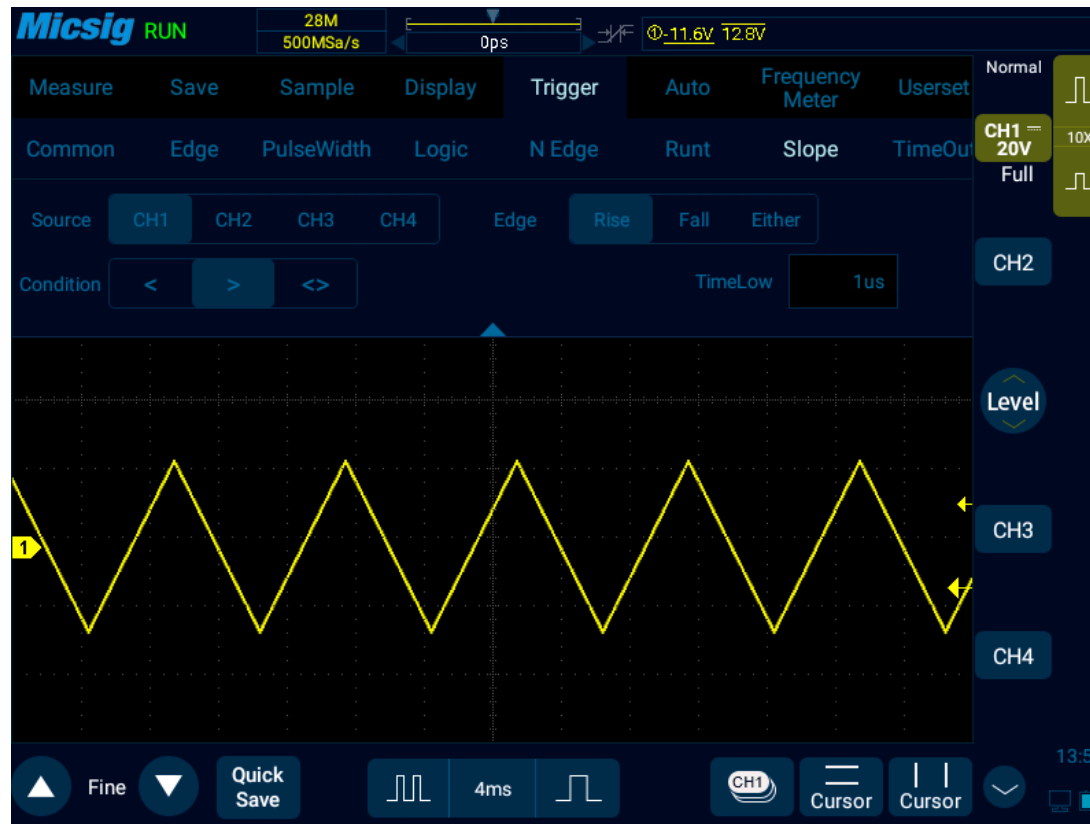 Micsig RUN 28M 500MSa/s 0ps ①-11.6V 12.8V
Measure Save Sample Display Trigger Auto Frequency Meter Userset
Normal
Common Edge PulseWidth Logic N Edge Runt Slope TimeOut
CH1 20V 10X
Full
Source CH1 CH2 CH3 CH4 Edge Rise Fall Either
CH2
Condition < > <> TimeLow 1us
Level
1
CH3
CH4
Fine Quick Save 4ms CH1 Cursor Cursor